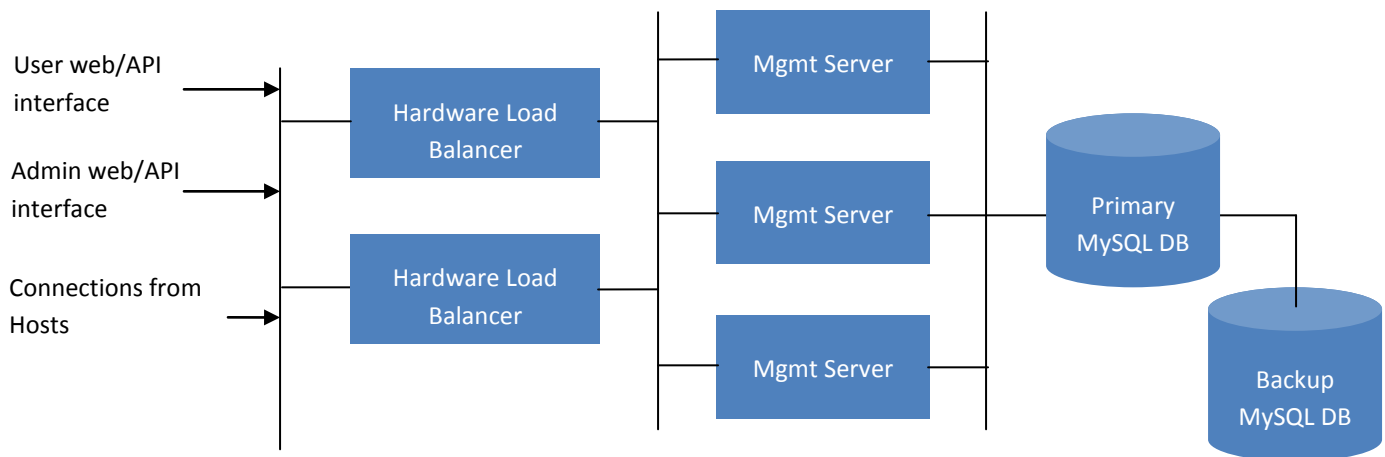 User web/API
interface
Admin web/API
interface
Connections from
Hosts
Hardware Load
Balancer
Hardware Load
Balancer
Mgmt Server
Mgmt Server
Mgmt Server
Primary
MySQL DB
Backup
MySQL DB